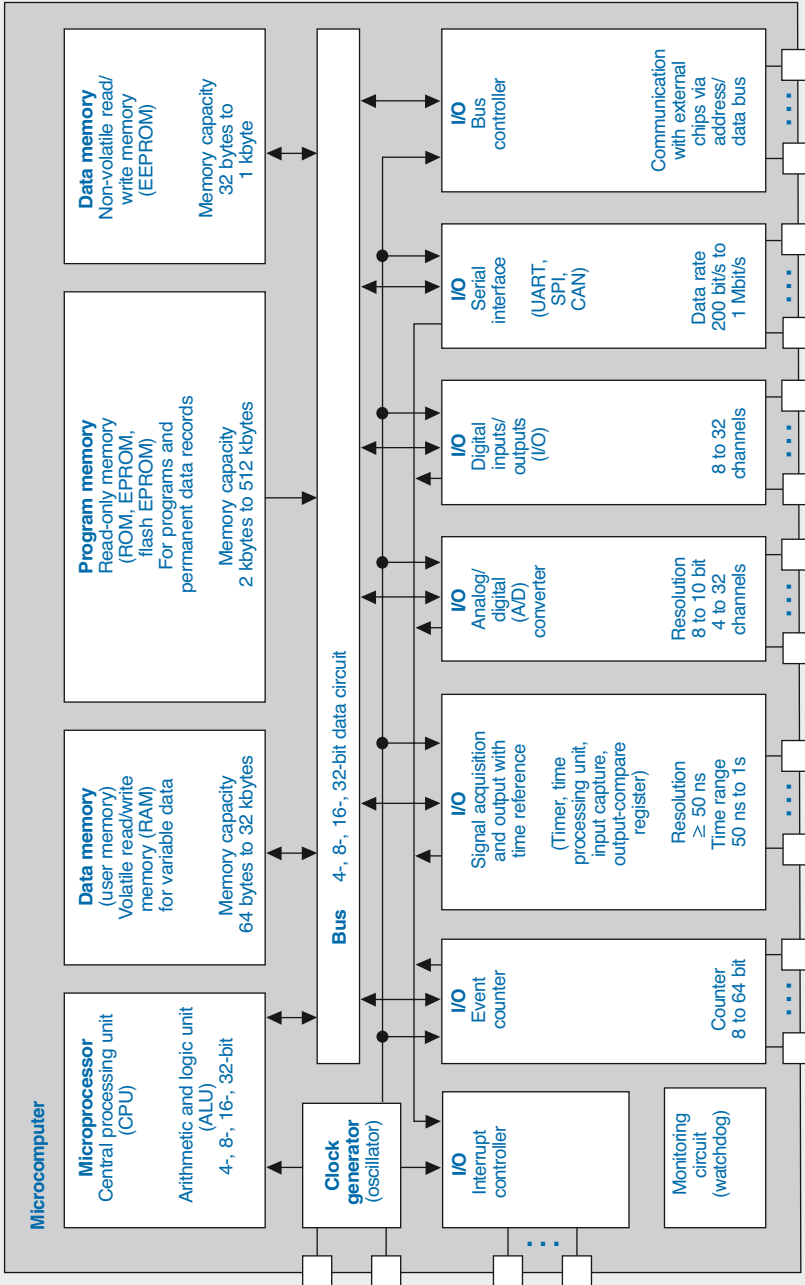 Microcomputer
Microprocessor
Central processing unit
(CPU)
Arithmetic and logic unit
(ALU)
4-, 8-, 16-, 32-bit
Data memory
(user memory)
Volatile read/write
memory (RAM)
for variable data
Memory capacity
64 bytes to 32 kbytes
Program memory
Read-only memory
(ROM, EPROM,
flash EPROM)
For programs and
permanent data records
Memory capacity
2 kbytes to 512 kbytes
Data memory
Non-volatile read/
write memory
(EEPROM)
Memory capacity
32 bytes to
1 kbyte
Clock
generator
(oscillator)
Bus 4-, 8-, 16-, 32-bit data circuit
I/O
Interrupt
controller
Monitoring
circuit
(watchdog)
I/O
Event
counter
Counter
8 to 64 bit
I/O
Signal acquisition
and output with
time reference
(Timer, time
processing unit,
input capture,
output-compare
register)
Resolution
≥ 50 ns
Time range
50 ns to 1s
I/O
Analog/
digital
(A/D)
converter
Resolution
8 to 10 bit
4 to 32
channels
I/O
Digital
inputs/
outputs
(I/O)
8 to 32
channels
I/O
Serial
interface
(UART,
SPI,
CAN)
Data rate
200 bit/s to
1 Mbit/s
I/O
Bus
controller
Communication
with external
chips via
address/
data bus